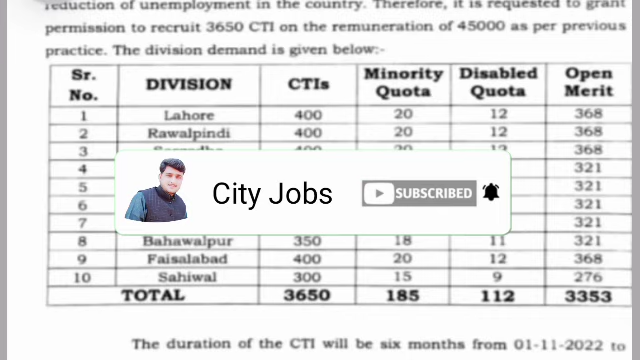 reduction of unemployment in the country. Therefore, it is requested to grant
permission to recruit 3650 CTI on the remuneration of 45000 as per previous
practice. The division demand is given below:-
Sr. No. DIVISION CTIs Minority Quota Disabled Quota Open Merit
1 Lahore 400 20 12 368
2 Rawalpindi 400 20 12 368
3 368
4 321
5 321
6 321
7 321
City Jobs SUBSCRIBED
8 Bahawalpur 350 18 11 321
9 Faisalabad 400 20 12 368
10 Sahiwal 300 15 9 276
TOTAL 3650 185 112 3353
The duration of the CTI will be six months from 01-11-2022 to